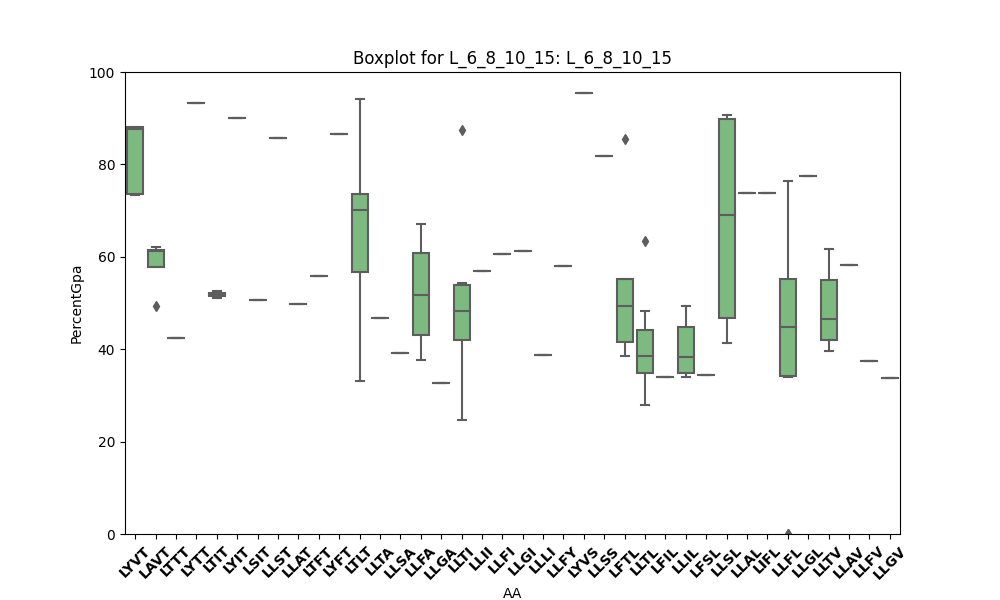 Boxplot for L_6_8_10_15: L_6_8_10_15
100
80
60
40
20
0
PercentGpa
LYVT LAVT LTTT LYTT LTIT LYIT LSIT LLST LLAT LTFT LYFT LTLT LLTA LLSA LLFA LLGA LLTI LLII LLFI LLGI LLLI LLFY LYVS LLSS LFTL LLTL LFIL LLIL LFSL LLSL LLAL LIFL LLFL LLGL LLTV LLAV LLFV LLGV
AA